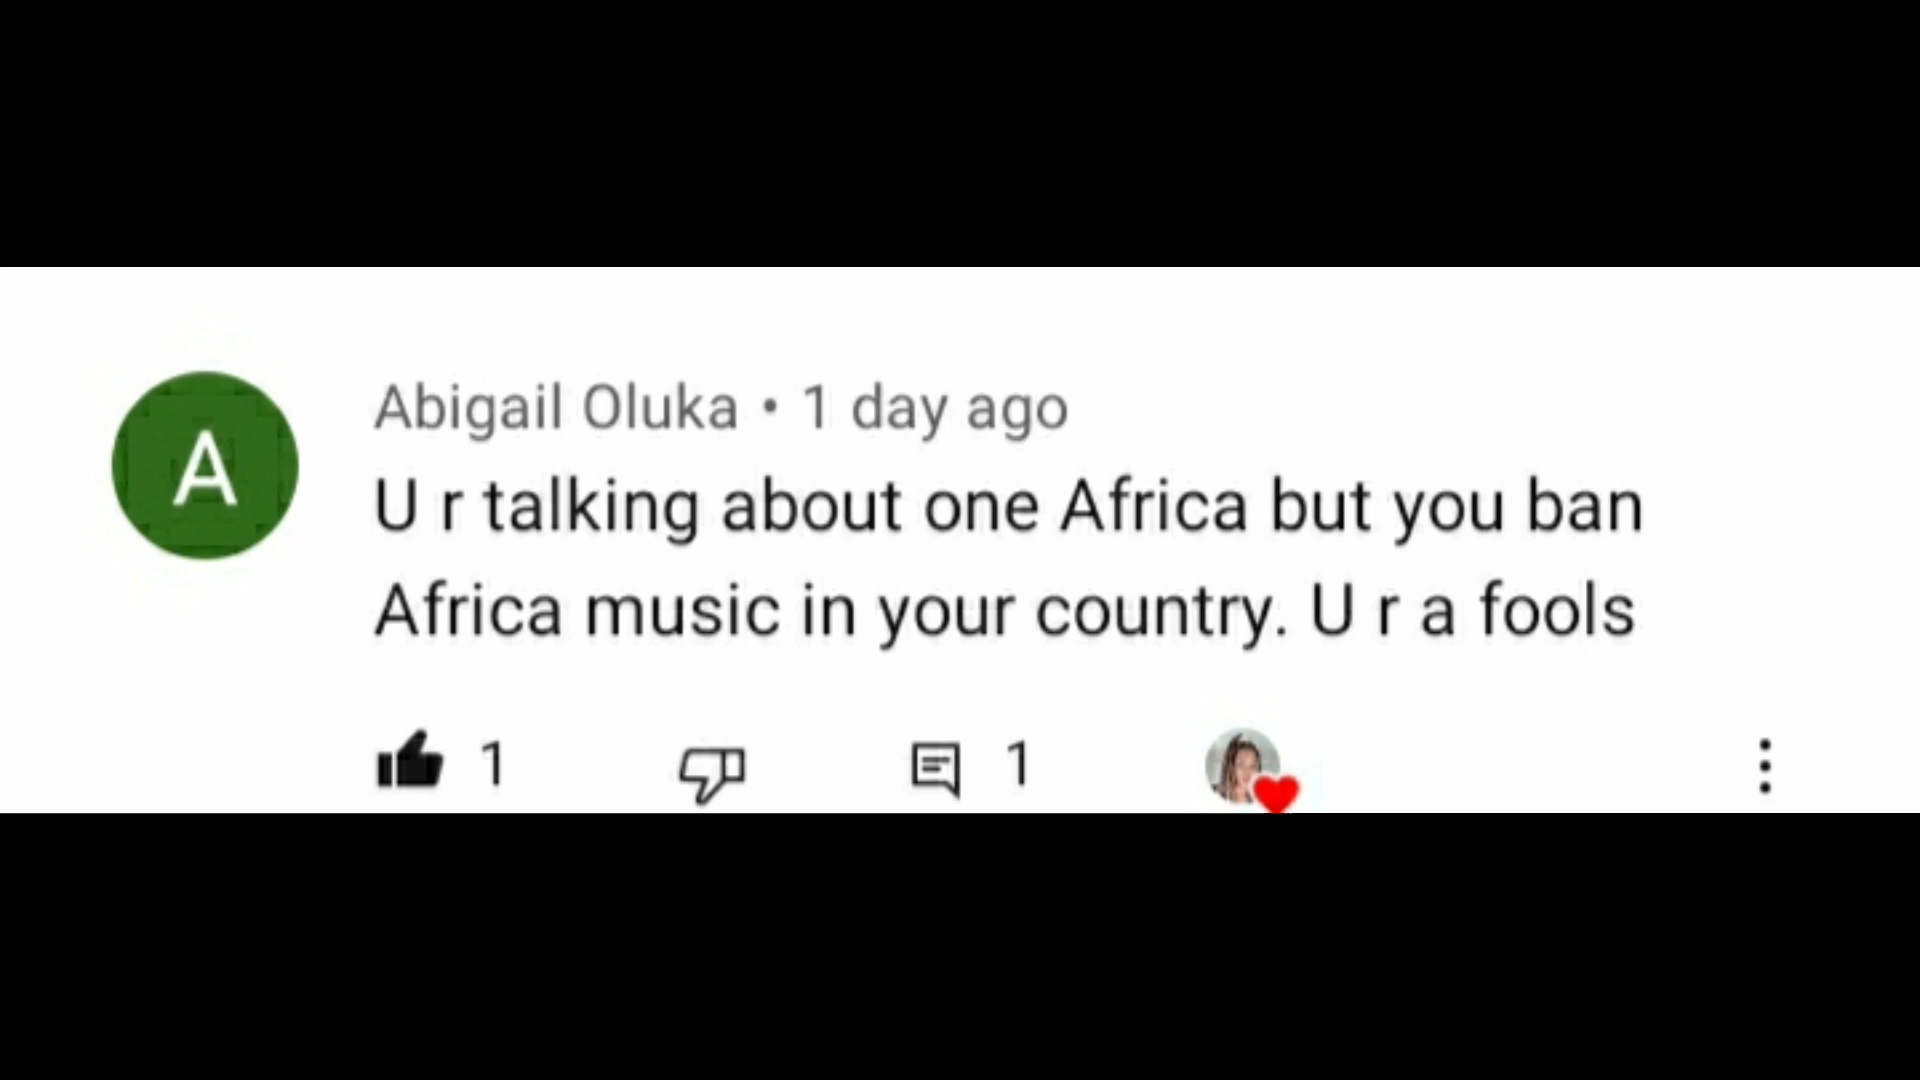 A
Abigail Oluka • 1 day ago
U r talking about one Africa but you ban
Africa music in your country. U r a fools
1 1